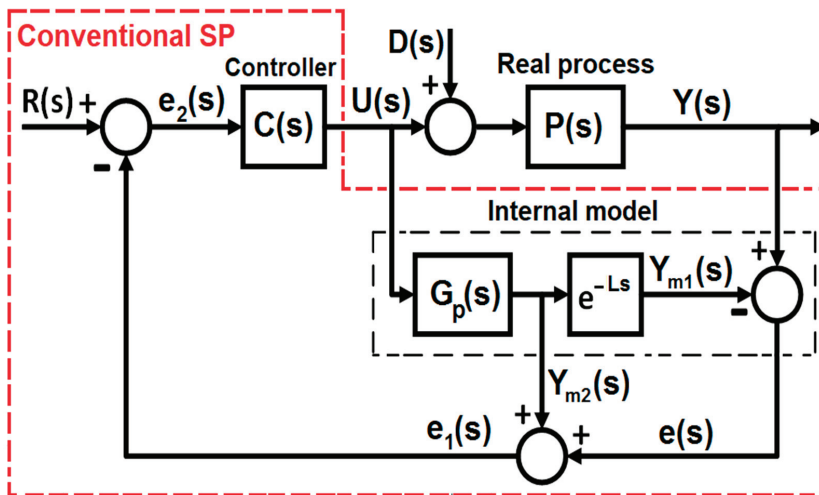 Conventional SP
D(s)
Controller
Real process
R(s) +
e2(s)
U(s)
+
Y(s)
C(s)
P(s)
-
Internal model
+
Gp(s)
e-Ls
Ym1(s)
-
Ym2(s)
+
e1(s)
+
e(s)